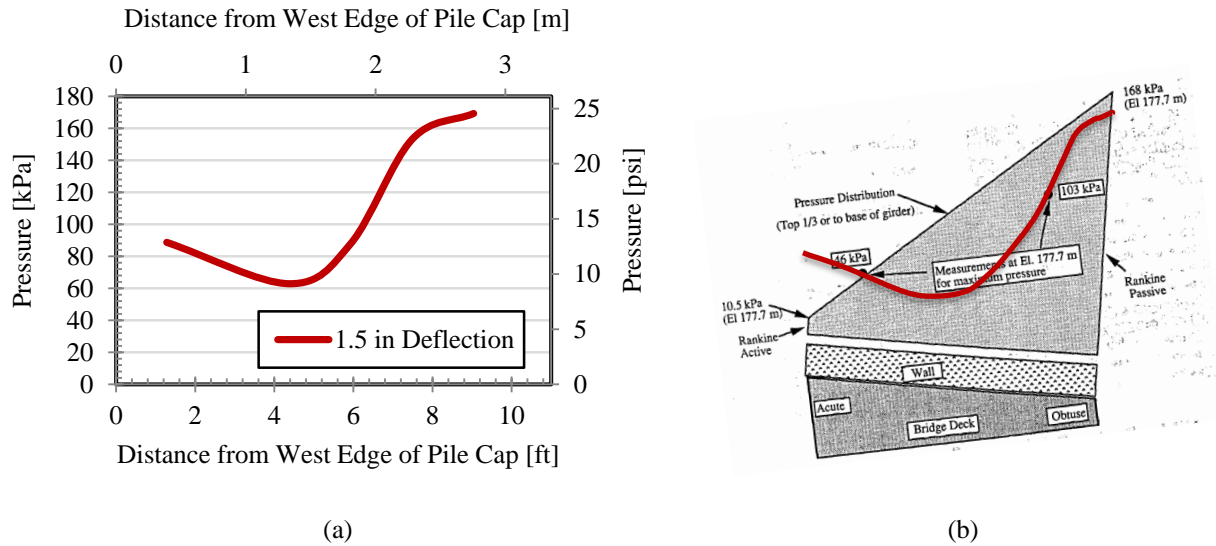 Distance from West Edge of Pile Cap [m]
0 1 2 3
180
160
140
120
100
80
60
40
20
0
Pressure [kPa]
25
20
15
10
5
0
Pressure [psi]
1.5 in Deflection
0 2 4 6 8 10
Distance from West Edge of Pile Cap [ft]
(a)
168 kPa
(El 177.7 m)
Pressure Distribution
(Top 1/3 or to base of girder)
103 kPa
46 kPa
Measurements at El. 177.7 m
for maximum pressure
Rankine
Passive
10.5 kPa
(El 177.7 m)
Rankine
Active
Wall
Acute
Bridge Deck
Obtuse
(b)